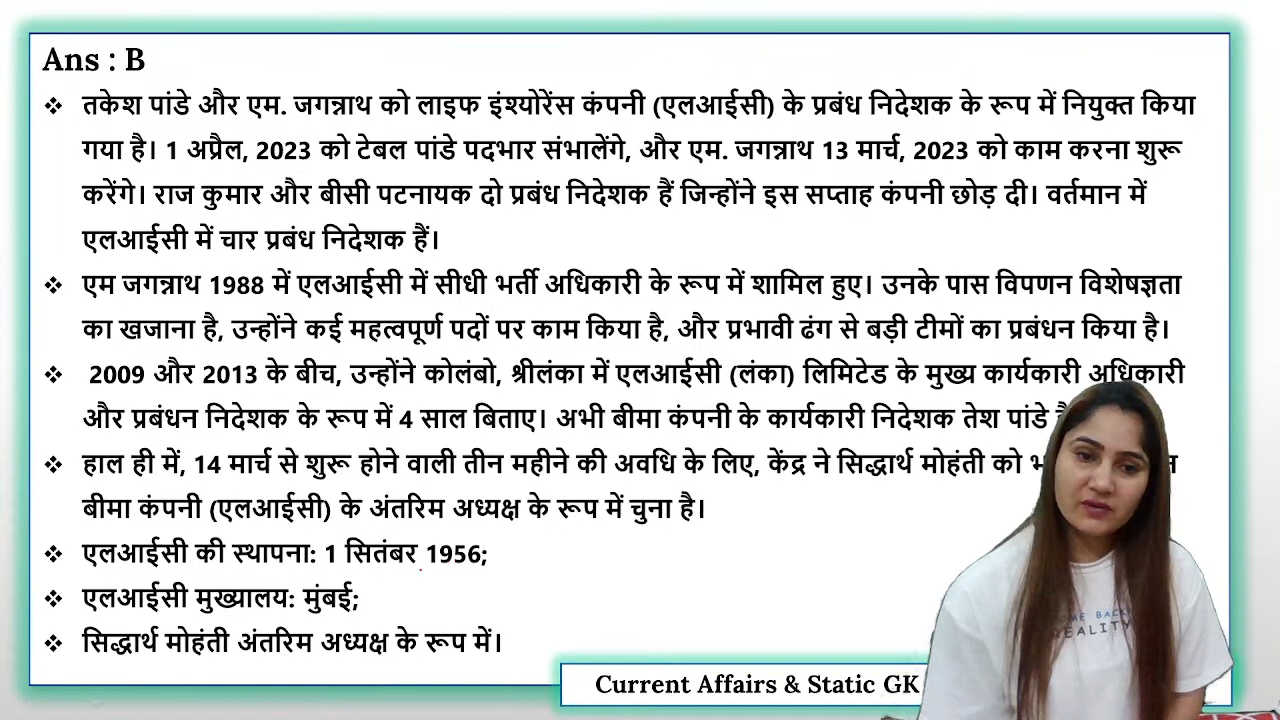 Ans : B
❖ तकेश पांडे और एम. जगन्नाथ को लाइफ इंश्योरेंस कंपनी (एलआईसी) के प्रबंध निदेशक के रूप में नियुक्त किया
गया है। 1 अप्रैल, 2023 को टेबल पांडे पदभार संभालेंगे, और एम. जगन्नाथ 13 मार्च, 2023 को काम करना शुरू
करेंगे। राज कुमार और बीसी पटनायक दो प्रबंध निदेशक हैं जिन्होंने इस सप्ताह कंपनी छोड़ दी। वर्तमान में
एलआईसी में चार प्रबंध निदेशक हैं।
❖ एम जगन्नाथ 1988 में एलआईसी में सीधी भर्ती अधिकारी के रूप में शामिल हुए। उनके पास विपणन विशेषज्ञता
का खजाना है, उन्होंने कई महत्वपूर्ण पदों पर काम किया है, और प्रभावी ढंग से बड़ी टीमों का प्रबंधन किया है।
❖ 2009 और 2013 के बीच, उन्होंने कोलंबो, श्रीलंका में एलआईसी (लंका) लिमिटेड के मुख्य कार्यकारी अधिकारी
और प्रबंधन निदेशक के रूप में 4 साल बिताए। अभी बीमा कंपनी के कार्यकारी निदेशक तेश पांडे
❖ हाल ही में, 14 मार्च से शुरू होने वाली तीन महीने की अवधि के लिए, केंद्र ने सिद्धार्थ मोहंती को
बीमा कंपनी (एलआईसी) के अंतरिम अध्यक्ष के रूप में चुना है।
❖ एलआईसी की स्थापना: 1 सितंबर 1956;
❖ एलआईसी मुख्यालय: मुंबई;
❖ सिद्धार्थ मोहंती अंतरिम अध्यक्ष के रूप में।
BACK
REALITY
Current Affairs & Static GK